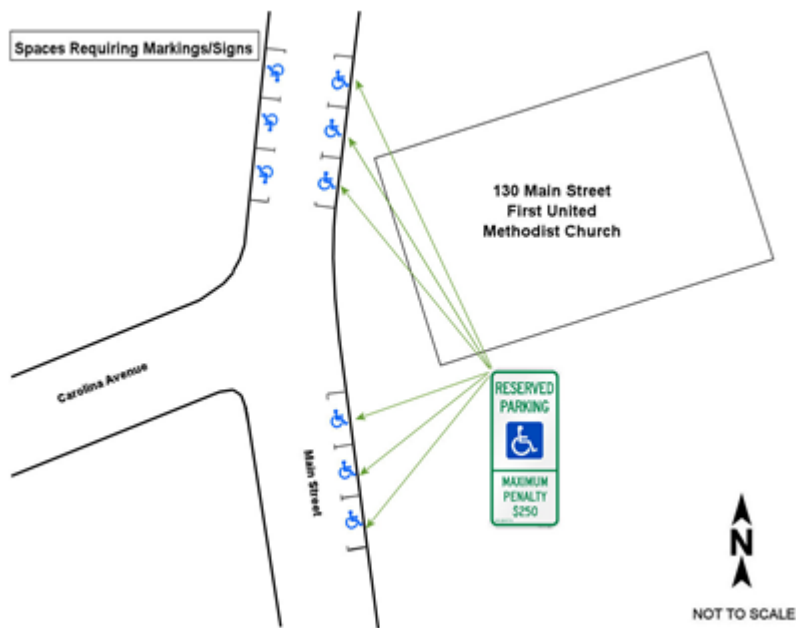 Spaces Requiring Markings/Signs
130 Main Street
First United
Methodist Church
Carolina Avenue
Main Street
RESERVED
PARKING
MAXIMUM
PENALTY
$250
N
NOT TO SCALE